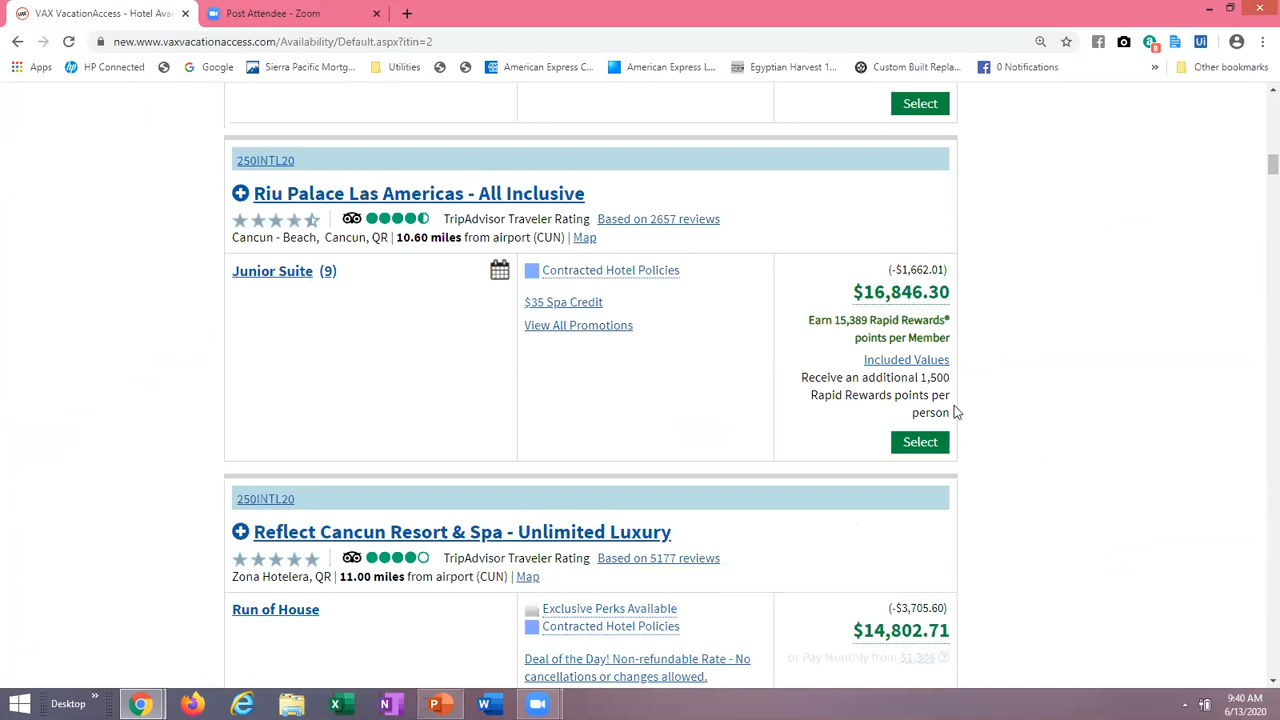 VAX VacationAccess - Hotel Ava
Post Attendee - Zoom
new.www.vaxvacationaccess.com/Availability/Default.aspx?itin=2
Apps
HP Connected
Google
Sierra Pacific Mortg...
Utilities
American Express C...
American Express L...
Egyptian Harvest 1...
Custom Built Repla...
0 Notifications
Other bookmarks
Select
250INTL20
Riu Palace Las Americas - All Inclusive
TripAdvisor Traveler Rating Based on 2657 reviews
Cancun - Beach, Cancun, QR | 10.60 miles from airport (CUN) | Map
Junior Suite (9)
Contracted Hotel Policies
$35 Spa Credit
View All Promotions
(-$1,662.01)
$16,846.30
Earn 15,389 Rapid Rewards®
points per Member
Included Values
Receive an additional 1,500
Rapid Rewards points per
person
Select
250INTL20
Reflect Cancun Resort & Spa - Unlimited Luxury
TripAdvisor Traveler Rating Based on 5177 reviews
Zona Hotelera, QR | 11.00 miles from airport (CUN) | Map
Run of House
Exclusive Perks Available
Contracted Hotel Policies
Deal of the Day! Non-refundable Rate - No
cancellations or changes allowed.
(-$3,705.60)
$14,802.71
or Pay Monthly from $1,306
Desktop
9:40 AM
6/13/2020